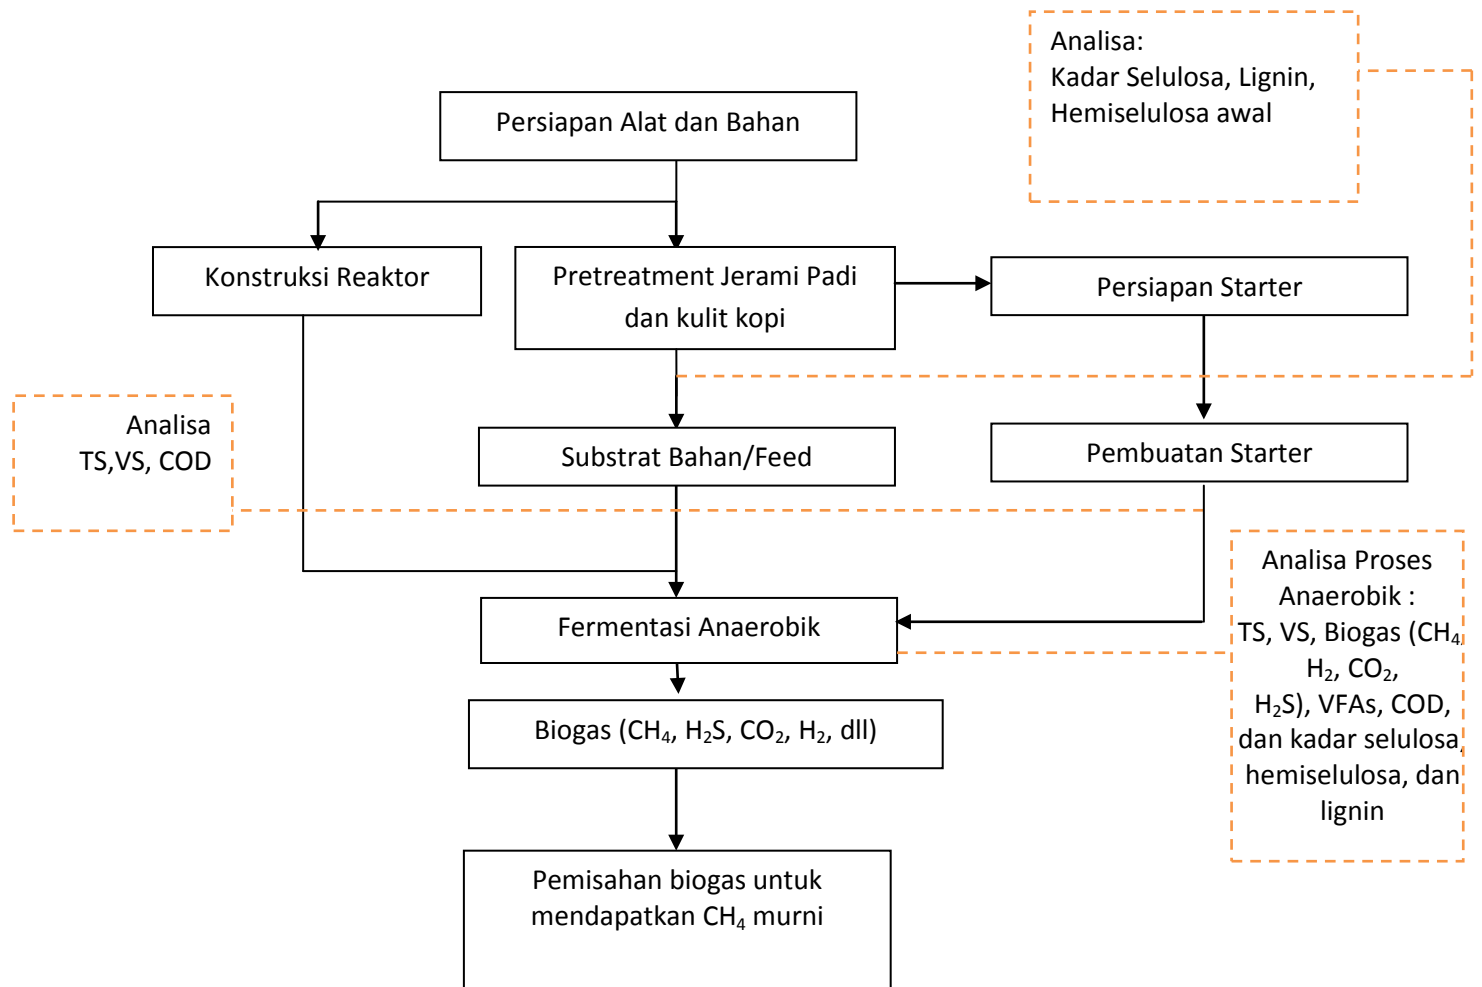 Analisa:
Kadar Selulosa, Lignin,
Hemiselulosa awal
Persiapan Alat dan Bahan
Konstruksi Reaktor
Pretreatment Jerami Padi
dan kulit kopi
Persiapan Starter
Analisa
TS,VS, COD
Substrat Bahan/Feed
Pembuatan Starter
Fermentasi Anaerobik
Analisa Proses
Anaerobik :
TS, VS, Biogas (CH₄,
H₂, CO₂,
H₂S), VFAs, COD,
dan kadar selulosa,
hemiselulosa, dan
lignin
Biogas (CH₄, H₂S, CO₂, H₂, dll)
Pemisahan biogas untuk
mendapatkan CH₄ murni